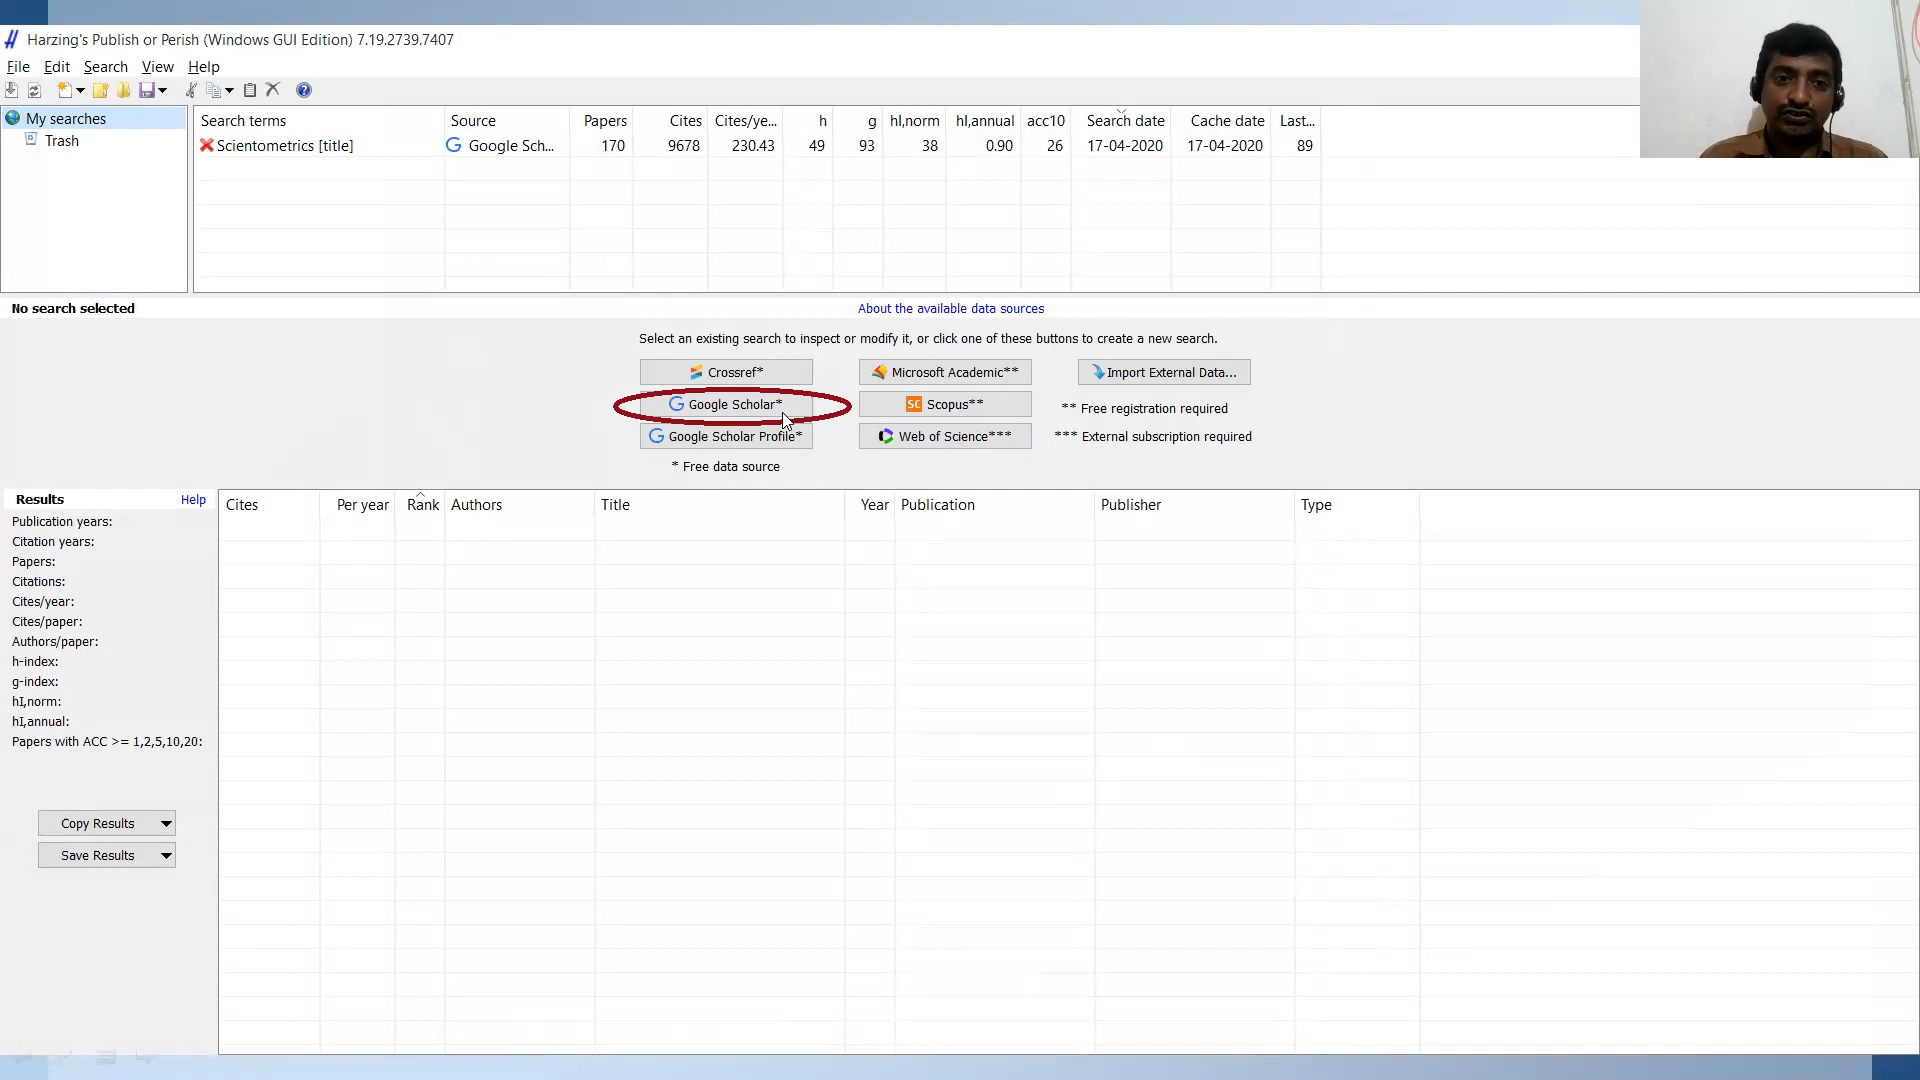 Harzing's Publish or Perish (Windows GUI Edition) 7.19.2739.7407
File Edit Search View Help
My searches
Trash
Search terms Source Papers Cites Cites/ye... h g hI,norm hI,annual acc10 Search date Cache date Last...
Scientometrics [title] Google Sch... 170 9678 230.43 49 93 38 0.90 26 17-04-2020 17-04-2020 89
No search selected About the available data sources
Select an existing search to inspect or modify it, or click one of these buttons to create a new search.
Crossref* Microsoft Academic** Import External Data...
Google Scholar* SC Scopus** ** Free registration required
Google Scholar Profile* Web of Science*** *** External subscription required
* Free data source
Results Help
Publication years:
Citation years:
Papers:
Citations:
Cites/year:
Cites/paper:
Authors/paper:
h-index:
g-index:
hI,norm:
hI,annual:
Papers with ACC >= 1,2,5,10,20:
Copy Results
Save Results
Cites Per year Rank Authors Title Year Publication Publisher Type